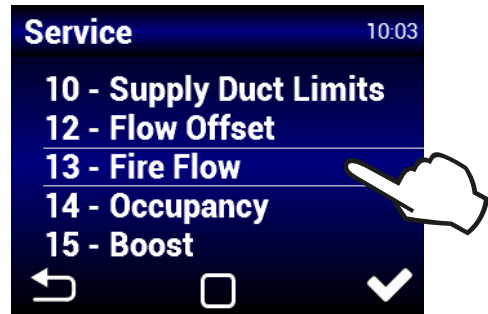 Service 10:03
10 - Supply Duct Limits
12 - Flow Offset
13 - Fire Flow
14 - Occupancy
15 - Boost